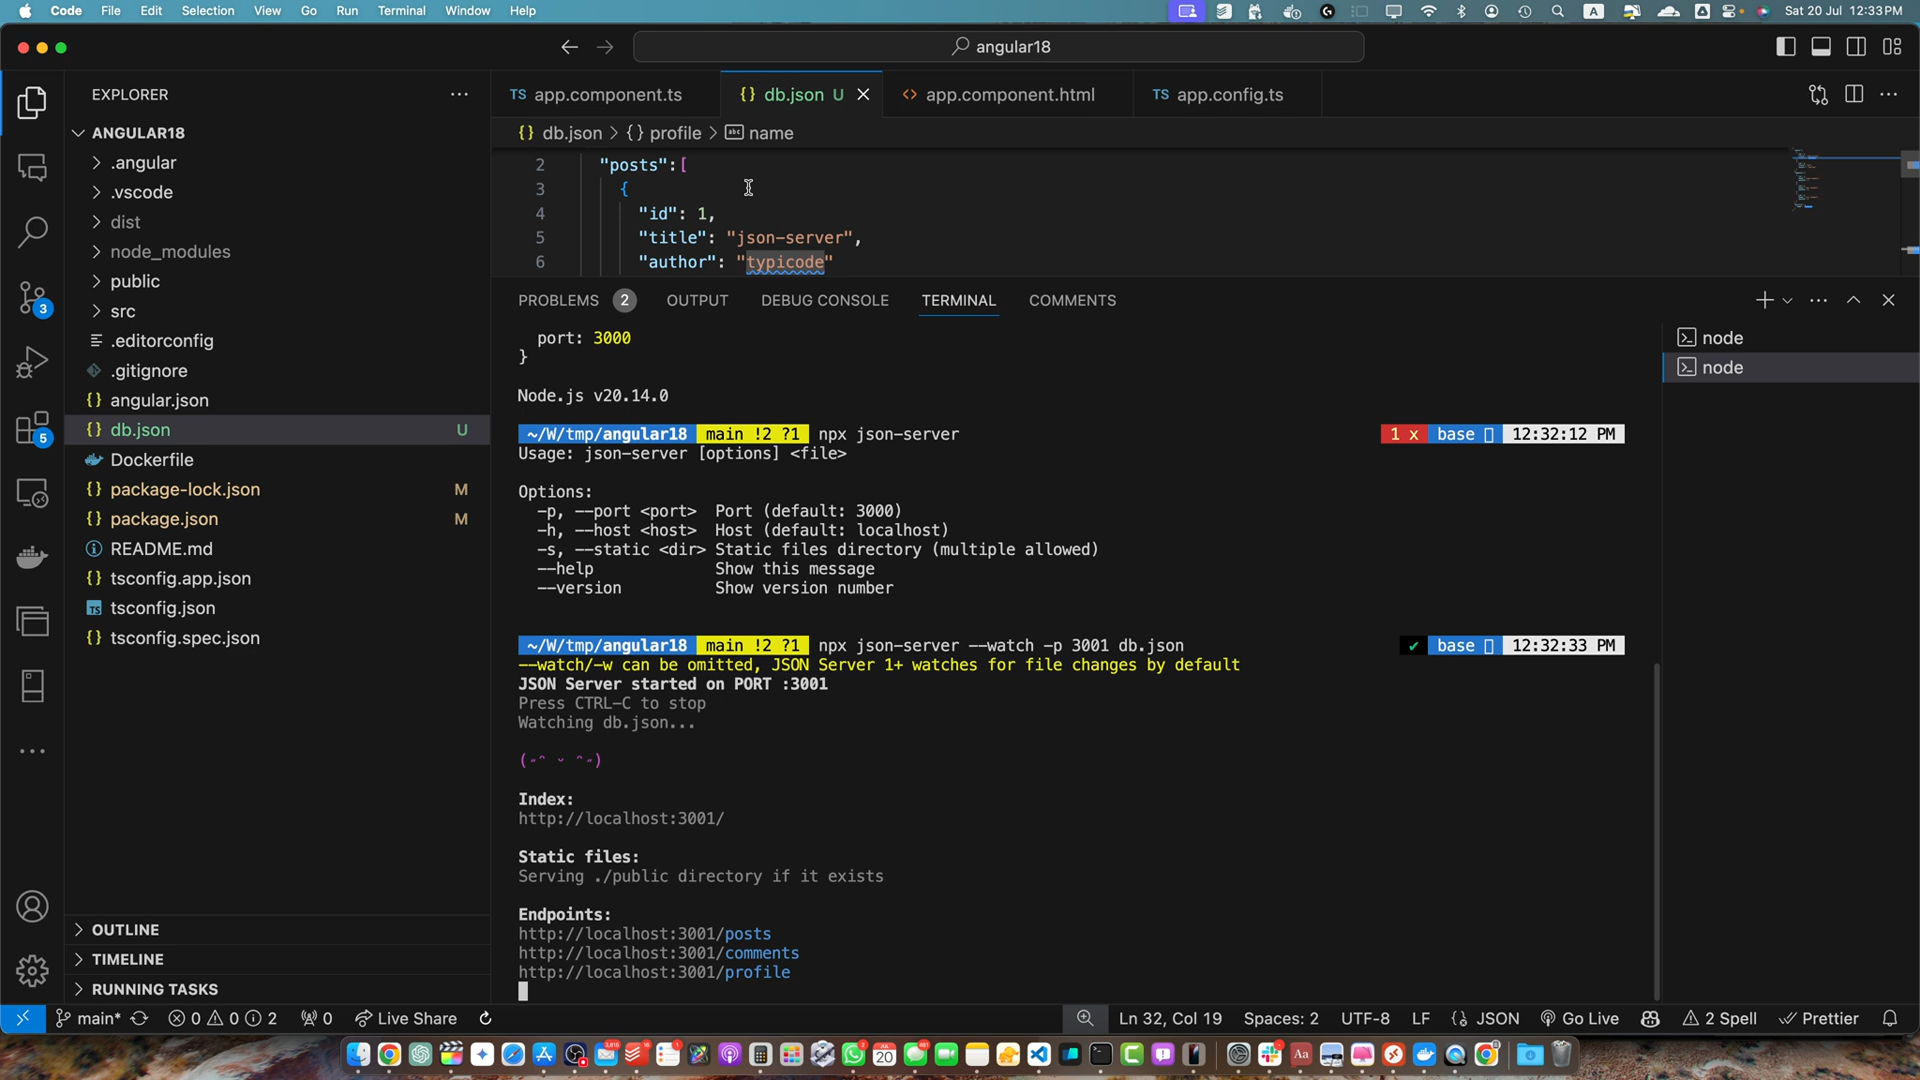 Code File Edit Selection View Go Run Terminal Window Help
A
Sat 20 Jul 12:33PM
angular18
EXPLORER
ANGULAR18
.angular
.vscode
dist
node_modules
public
src
.editorconfig
.gitignore
{} angular.json
{} db.json U
Dockerfile
{} package-lock.json M
{} package.json M
README.md
{} tsconfig.app.json
TS tsconfig.json
{} tsconfig.spec.json
OUTLINE
TIMELINE
RUNNING TASKS
3
5
TS app.component.ts
{} db.json U
<> app.component.html
TS app.config.ts
{} db.json > {} profile > abc name
2 "posts":[
3 {
4 "id": 1,
5 "title": "json-server",
6 "author": "typicode"
PROBLEMS 2 OUTPUT DEBUG CONSOLE TERMINAL COMMENTS
node
node
port: 3000
}
Node.js v20.14.0
~/W/tmp/angular18 main !2 ?1 npx json-server 1 x base 12:32:12 PM
Usage: json-server [options] <file>
Options:
-p, --port <port> Port (default: 3000)
-h, --host <host> Host (default: localhost)
-s, --static <dir> Static files directory (multiple allowed)
--help Show this message
--version Show version number
~/W/tmp/angular18 main !2 ?1 npx json-server --watch -p 3001 db.json ✔ base 12:32:33 PM
--watch/-w can be omitted, JSON Server 1+ watches for file changes by default
JSON Server started on PORT :3001
Press CTRL-C to stop
Watching db.json...
(˶ᵔ ᵕ ᵔ˶)
Index:
http://localhost:3001/
Static files:
Serving ./public directory if it exists
Endpoints:
http://localhost:3001/posts
http://localhost:3001/comments
http://localhost:3001/profile
main* 0 0 2 0 Live Share Ln 32, Col 19 Spaces: 2 UTF-8 LF {} JSON Go Live 2 Spell Prettier
20
Aa